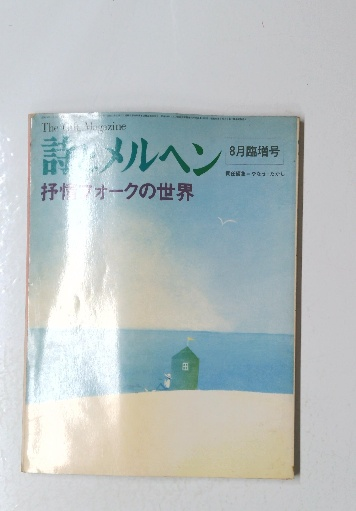 The Gift Magazine
詩とメルヘン
8月臨増号
責任編集=やなせ・たかし
抒情フォークの世界